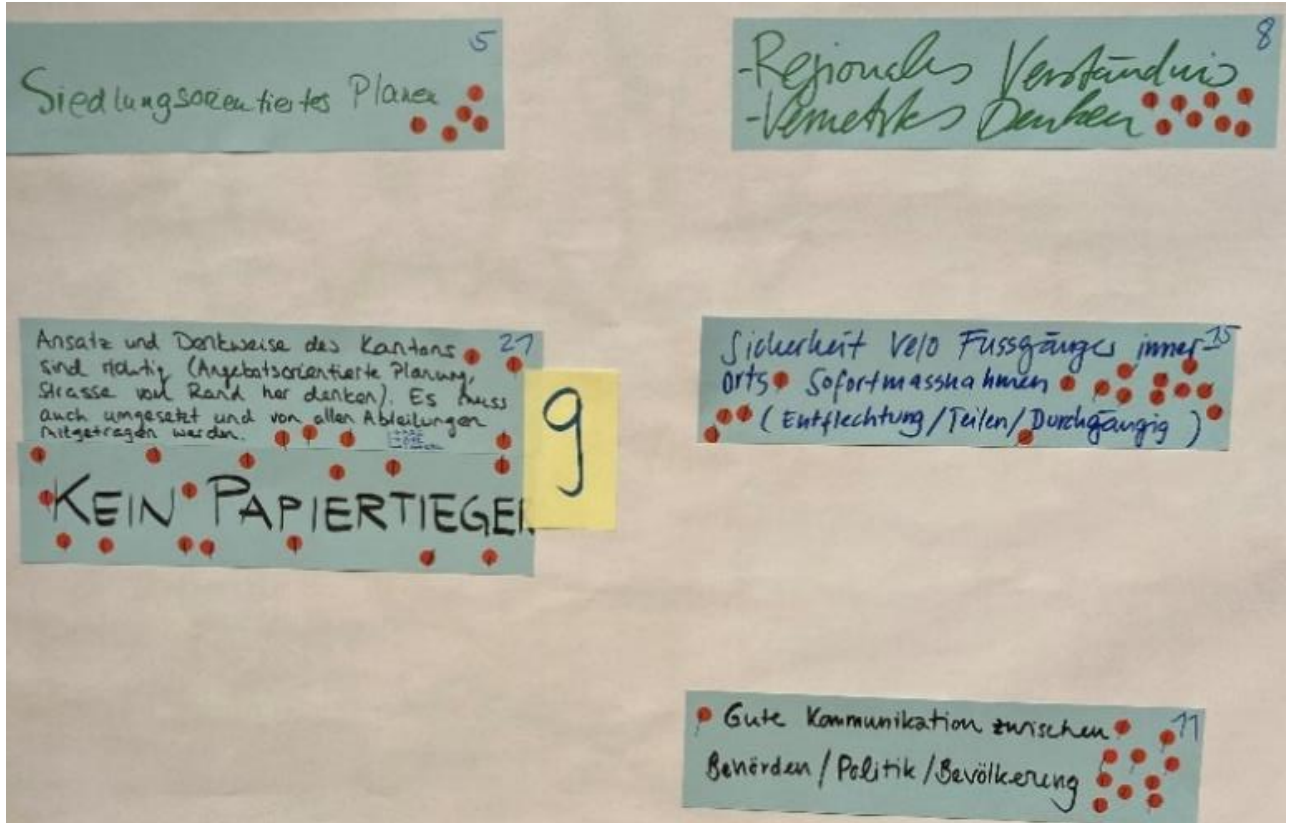 5
Siedlungsorientiertes Planen
8
-Regionales Verständnis
-Vernetztes Denken
Ansatz und Denkweise des Kantons 21
sind richtig (Angebotsorientierte Planung,
Strasse vom Rand her denken). Es muss
auch umgesetzt und von allen Abteilungen
mitgetragen werden.
KEIN PAPIERTIEGER
9
Sicherheit Velo Fussgänger inner- 15
orts Sofortmassnahmen
(Entflechtung/Teilen/Durchgängig)
Gute Kommunikation zwischen 11
Behörden/Politik/Bevölkerung